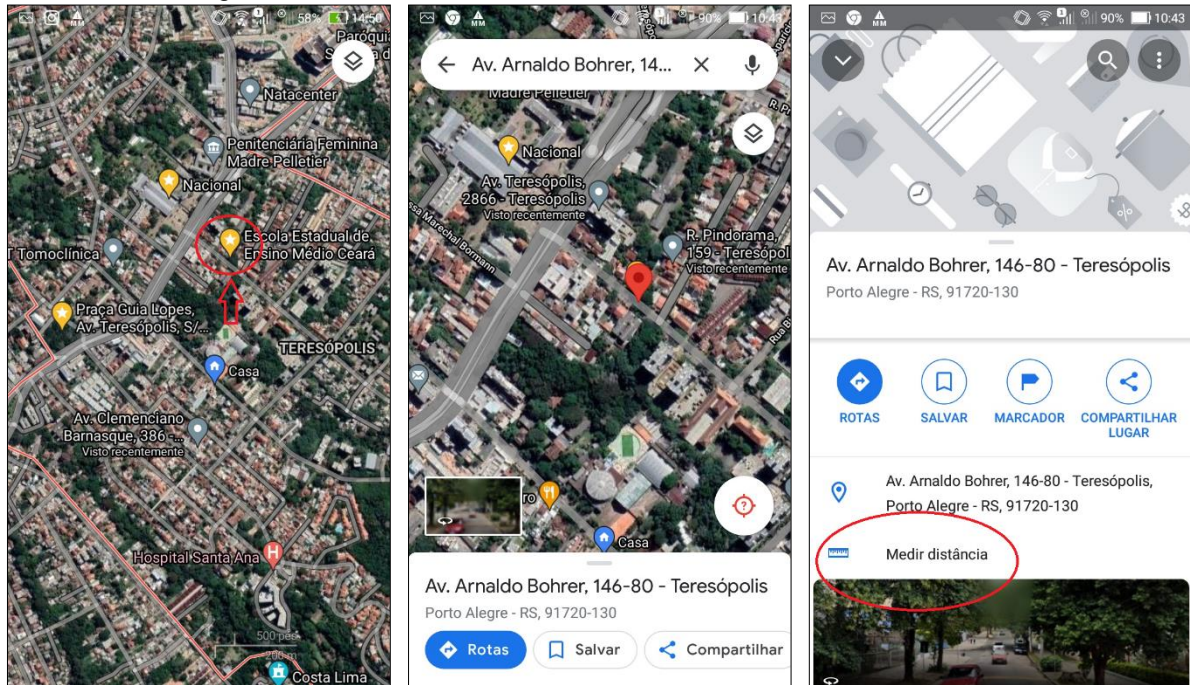 58% 14:50
Paróquia
Natacenter
Penitenciária Feminina
Madre Pelletier
Nacional
Escola Estadual de
Ensino Médio Ceará
Tomoclínica
Praça Guia Lopes,
Av. Teresópolis, S/...
TERESÓPOLIS
Casa
Av. Clemenciano
Barnasque, 386 -...
Visto recentemente
Hospital Santa Ana
H
500 pés
200 m
Costa Lima
90% 10:43
Av. Arnaldo Bohrer, 14...
Madre Pelletier
Nacional
Av. Teresópolis,
2866 - Teresópolis
Visto recentemente
Marechal Bormann
R. Pindorama,
159 - Teresópol
Visto recentemente
Casa
Av. Arnaldo Bohrer, 146-80 - Teresópolis
Porto Alegre - RS, 91720-130
Rotas
Salvar
Compartilhar
90% 10:43
Av. Arnaldo Bohrer, 146-80 - Teresópolis
Porto Alegre - RS, 91720-130
ROTAS
SALVAR
MARCADOR
COMPARTILHAR
LUGAR
Av. Arnaldo Bohrer, 146-80 - Teresópolis,
Porto Alegre - RS, 91720-130
Medir distância